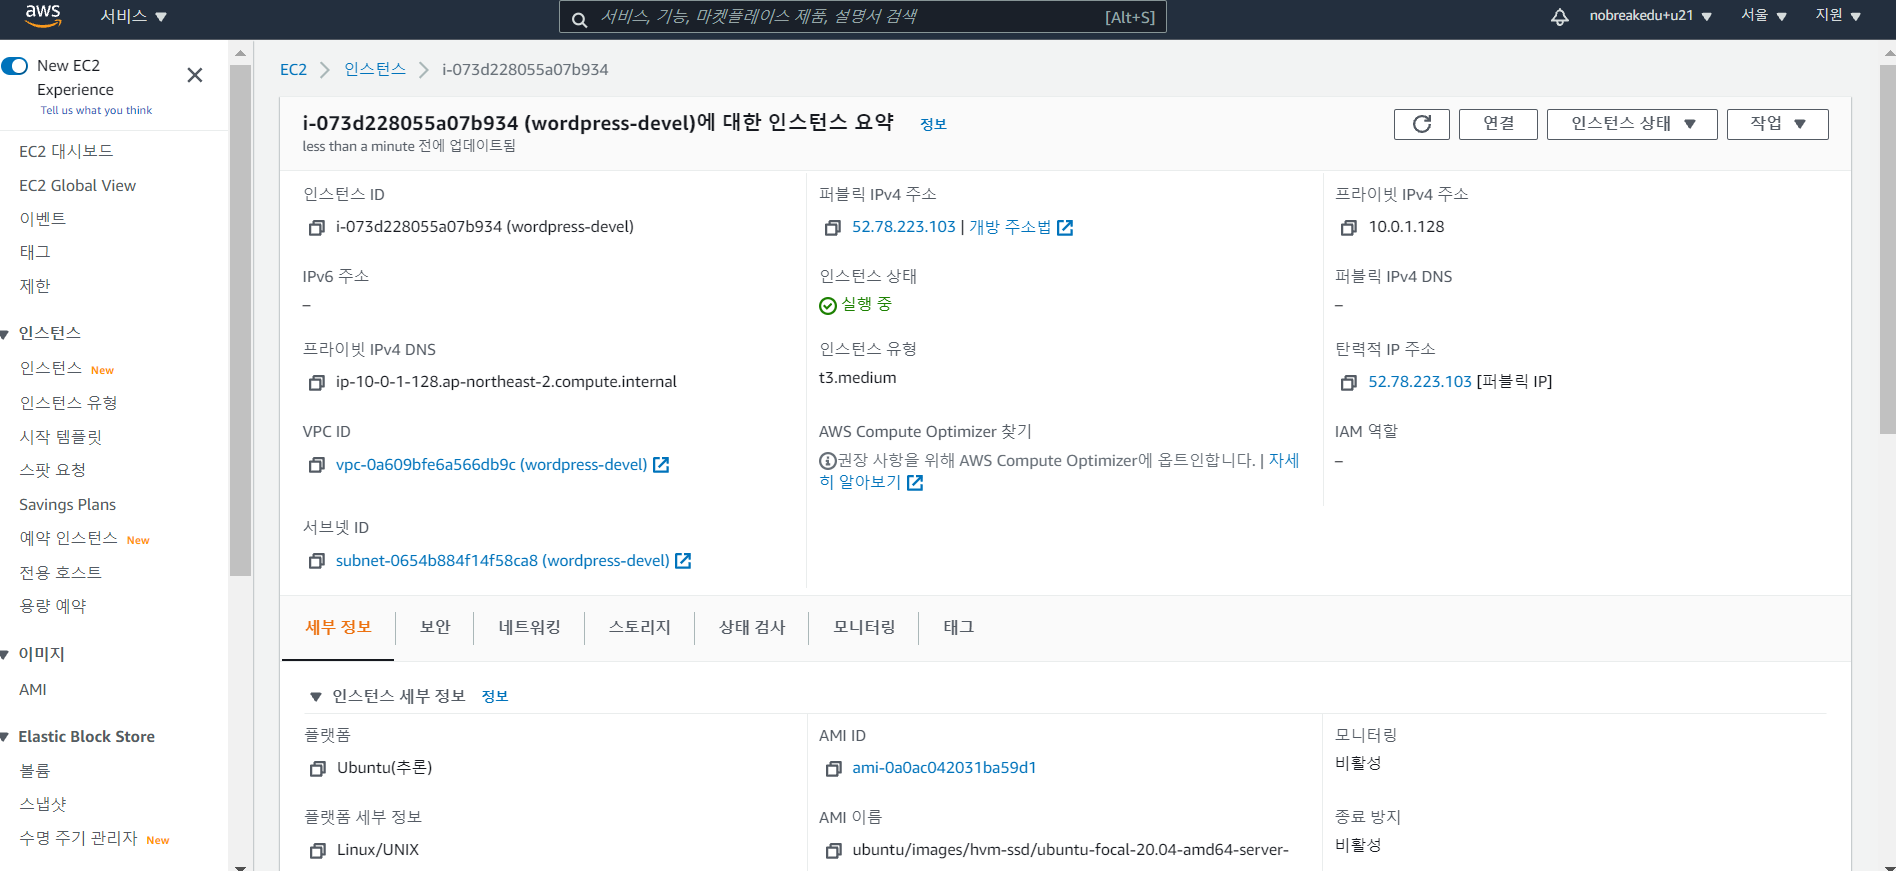 aws
서비스 ▼
서비스, 기능, 마켓플레이스 제품, 설명서 검색
[Alt+S]
nobreakedu+u21 ▼
서울 ▼
지원 ▼
New EC2
Experience
Tell us what you think
EC2 대시보드
EC2 Global View
이벤트
태그
제한
인스턴스
인스턴스 New
인스턴스 유형
시작 템플릿
스팟 요청
Savings Plans
예약 인스턴스 New
전용 호스트
용량 예약
이미지
AMI
Elastic Block Store
볼륨
스냅샷
수명 주기 관리자 New
EC2 > 인스턴스 > i-073d228055a07b934
i-073d228055a07b934 (wordpress-devel)에 대한 인스턴스 요약 정보
less than a minute 전에 업데이트됨
연결
인스턴스 상태 ▼
작업 ▼
인스턴스 ID
i-073d228055a07b934 (wordpress-devel)
퍼블릭 IPv4 주소
52.78.223.103 | 개방 주소법
프라이빗 IPv4 주소
10.0.1.128
IPv6 주소
–
인스턴스 상태
실행 중
퍼블릭 IPv4 DNS
–
프라이빗 IPv4 DNS
ip-10-0-1-128.ap-northeast-2.compute.internal
인스턴스 유형
t3.medium
탄력적 IP 주소
52.78.223.103 [퍼블릭 IP]
VPC ID
vpc-0a609bfe6a566db9c (wordpress-devel)
AWS Compute Optimizer 찾기
권장 사항을 위해 AWS Compute Optimizer에 옵트인합니다. | 자세
히 알아보기
IAM 역할
–
서브넷 ID
subnet-0654b884f14f58ca8 (wordpress-devel)
세부 정보
보안
네트워킹
스토리지
상태 검사
모니터링
태그
▼ 인스턴스 세부 정보 정보
플랫폼
Ubuntu(추론)
AMI ID
ami-0a0ac042031ba59d1
모니터링
비활성
플랫폼 세부 정보
Linux/UNIX
AMI 이름
ubuntu/images/hvm-ssd/ubuntu-focal-20.04-amd64-server-
종료 방지
비활성